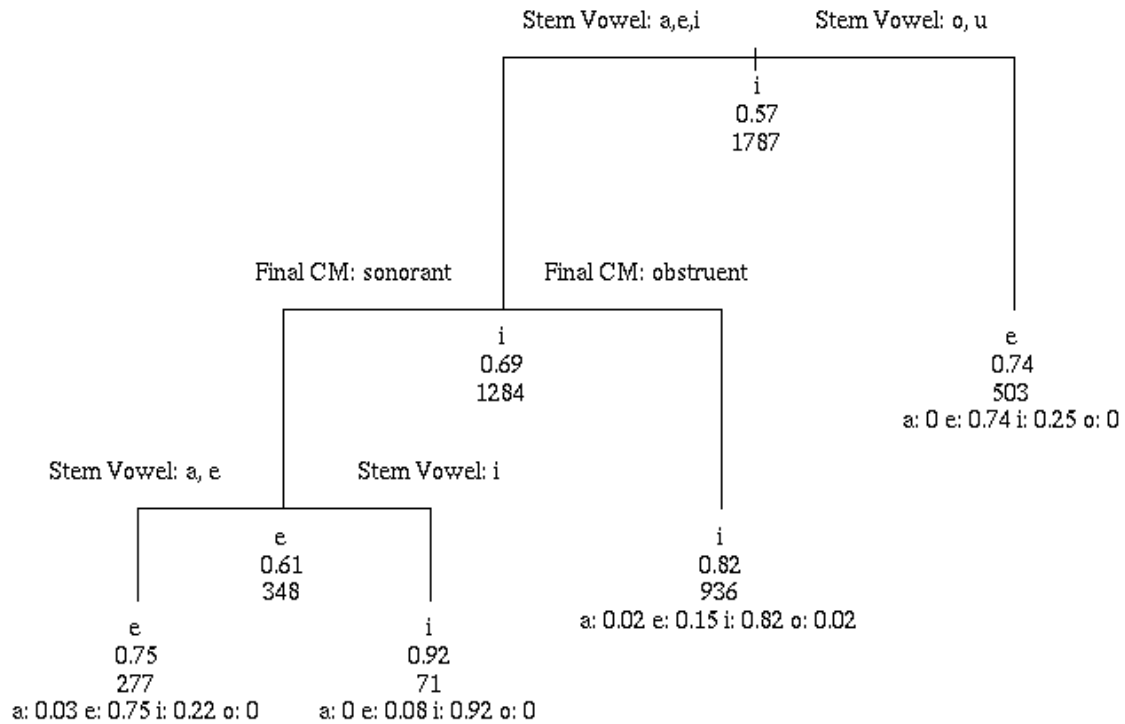 Stem Vowel: a,e,i
Stem Vowel: o, u
i
0.57
1787
Final CM: sonorant
Final CM: obstruent
i
0.69
1284
e
0.74
503
a: 0 e: 0.74 i: 0.25 o: 0
Stem Vowel: a, e
Stem Vowel: i
e
0.61
348
i
0.82
936
a: 0.02 e: 0.15 i: 0.82 o: 0.02
e
0.75
277
a: 0.03 e: 0.75 i: 0.22 o: 0
i
0.92
71
a: 0 e: 0.08 i: 0.92 o: 0